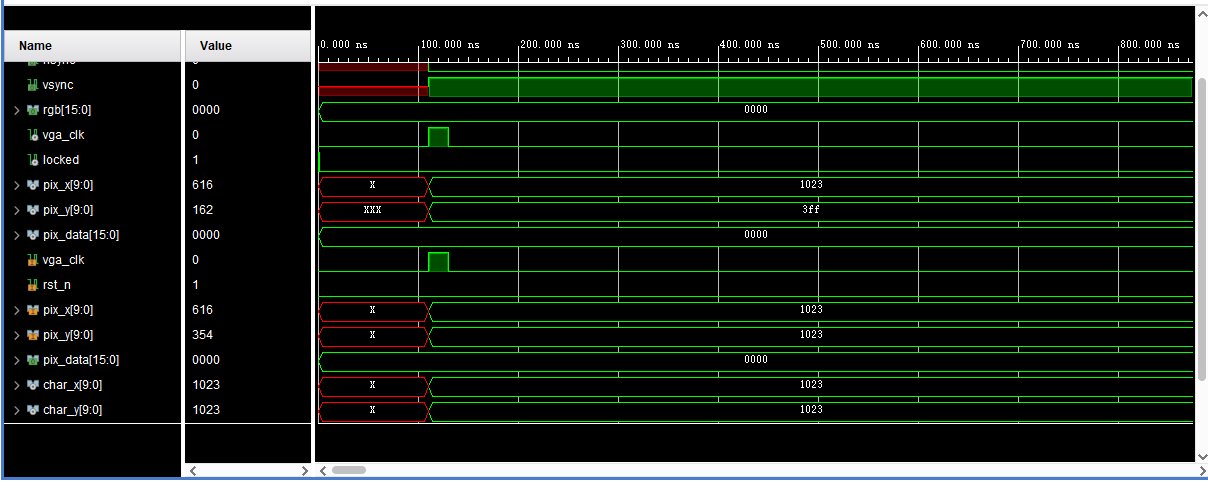 Name Value
0.000 ns 100.000 ns 200.000 ns 300.000 ns 400.000 ns 500.000 ns 600.000 ns 700.000 ns 800.000 ns
vsync 0
rgb[15:0] 0000 0000
vga_clk 0
locked 1
pix_x[9:0] 616 X 1023
pix_y[9:0] 162 XXX 3ff
pix_data[15:0] 0000 0000
vga_clk 0
rst_n 1
pix_x[9:0] 616 X 1023
pix_y[9:0] 354 X 1023
pix_data[15:0] 0000 0000
char_x[9:0] 1023 X 1023
char_y[9:0] 1023 X 1023